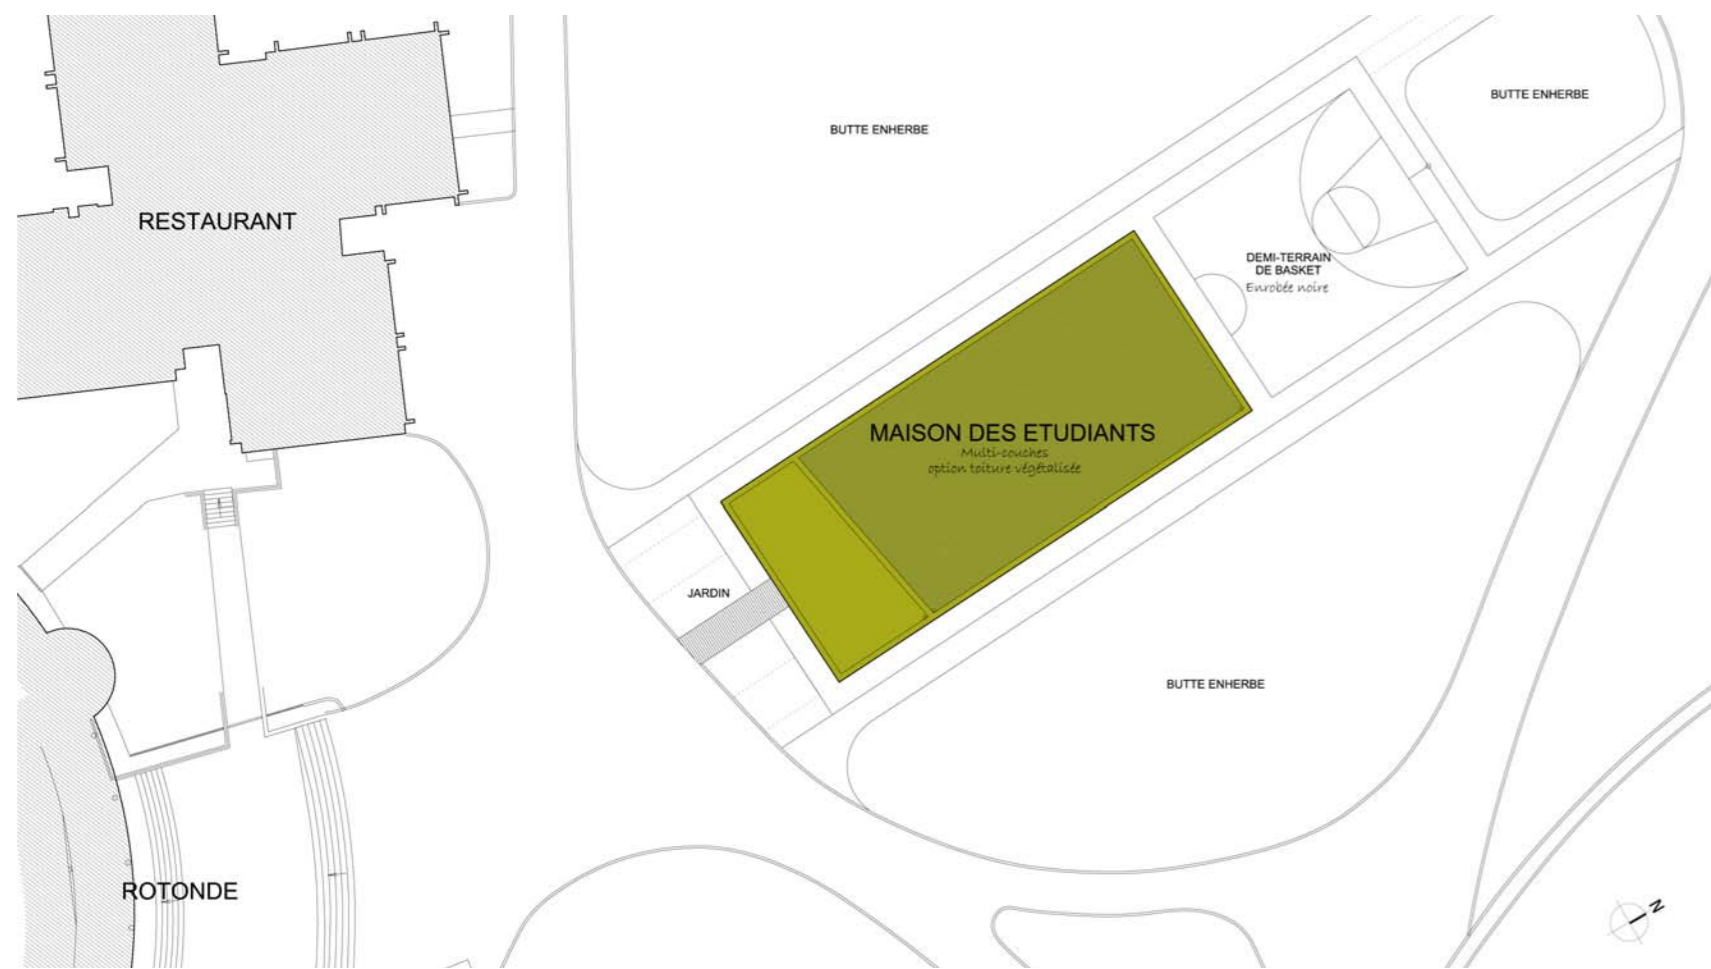 BUTTE ENHERBE
BUTTE ENHERBE
RESTAURANT
DEMI-TERRAIN
DE BASKET
Enrobée noire
MAISON DES ETUDIANTS
Multi-couches
option toiture végétalisée
JARDIN
BUTTE ENHERBE
ROTONDE
N